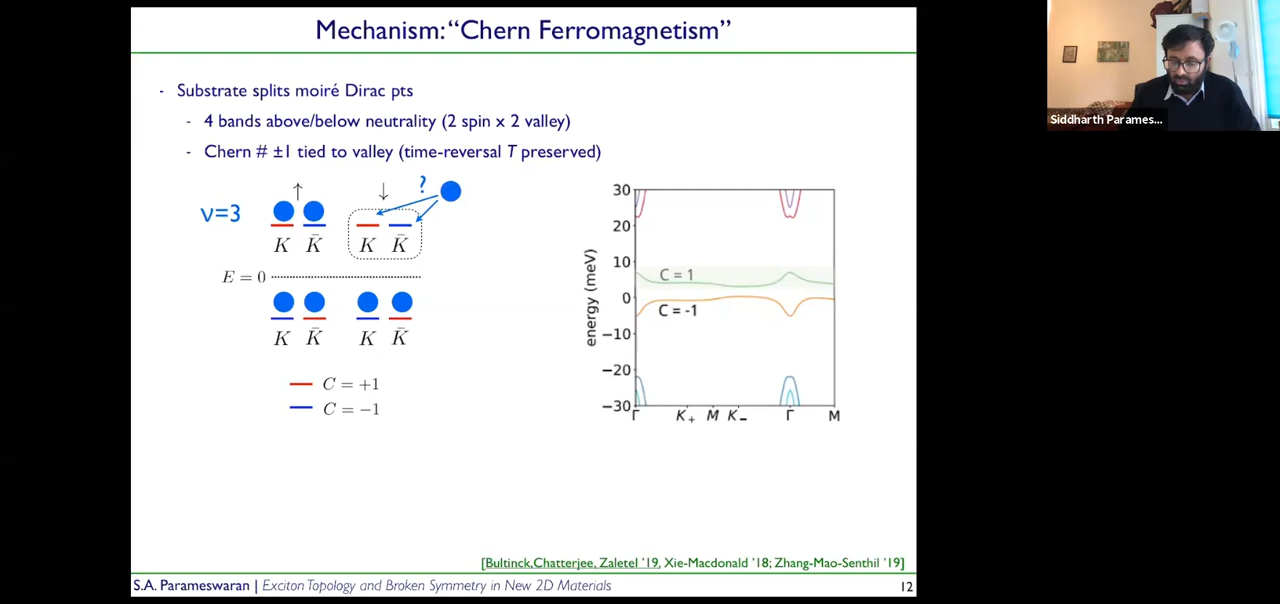 Mechanism: “Chern Ferromagnetism”
- Substrate splits moiré Dirac pts
- 4 bands above/below neutrality (2 spin x 2 valley)
- Chern # ±1 tied to valley (time-reversal T preserved)
↑ ↓ ?
ν=3
K K̄ K K̄
E = 0
K K̄ K K̄
C = +1
C = −1
energy (meV)
30
20
10
0
−10
−20
−30
C = 1
C = -1
Γ K₊ M K₋ Γ M
[Bultinck,Chatterjee, Zaletel ’19, Xie-Macdonald ’18; Zhang-Mao-Senthil ’19]
S.A. Parameswaran | Exciton Topology and Broken Symmetry in New 2D Materials 12
Siddharth Parames...